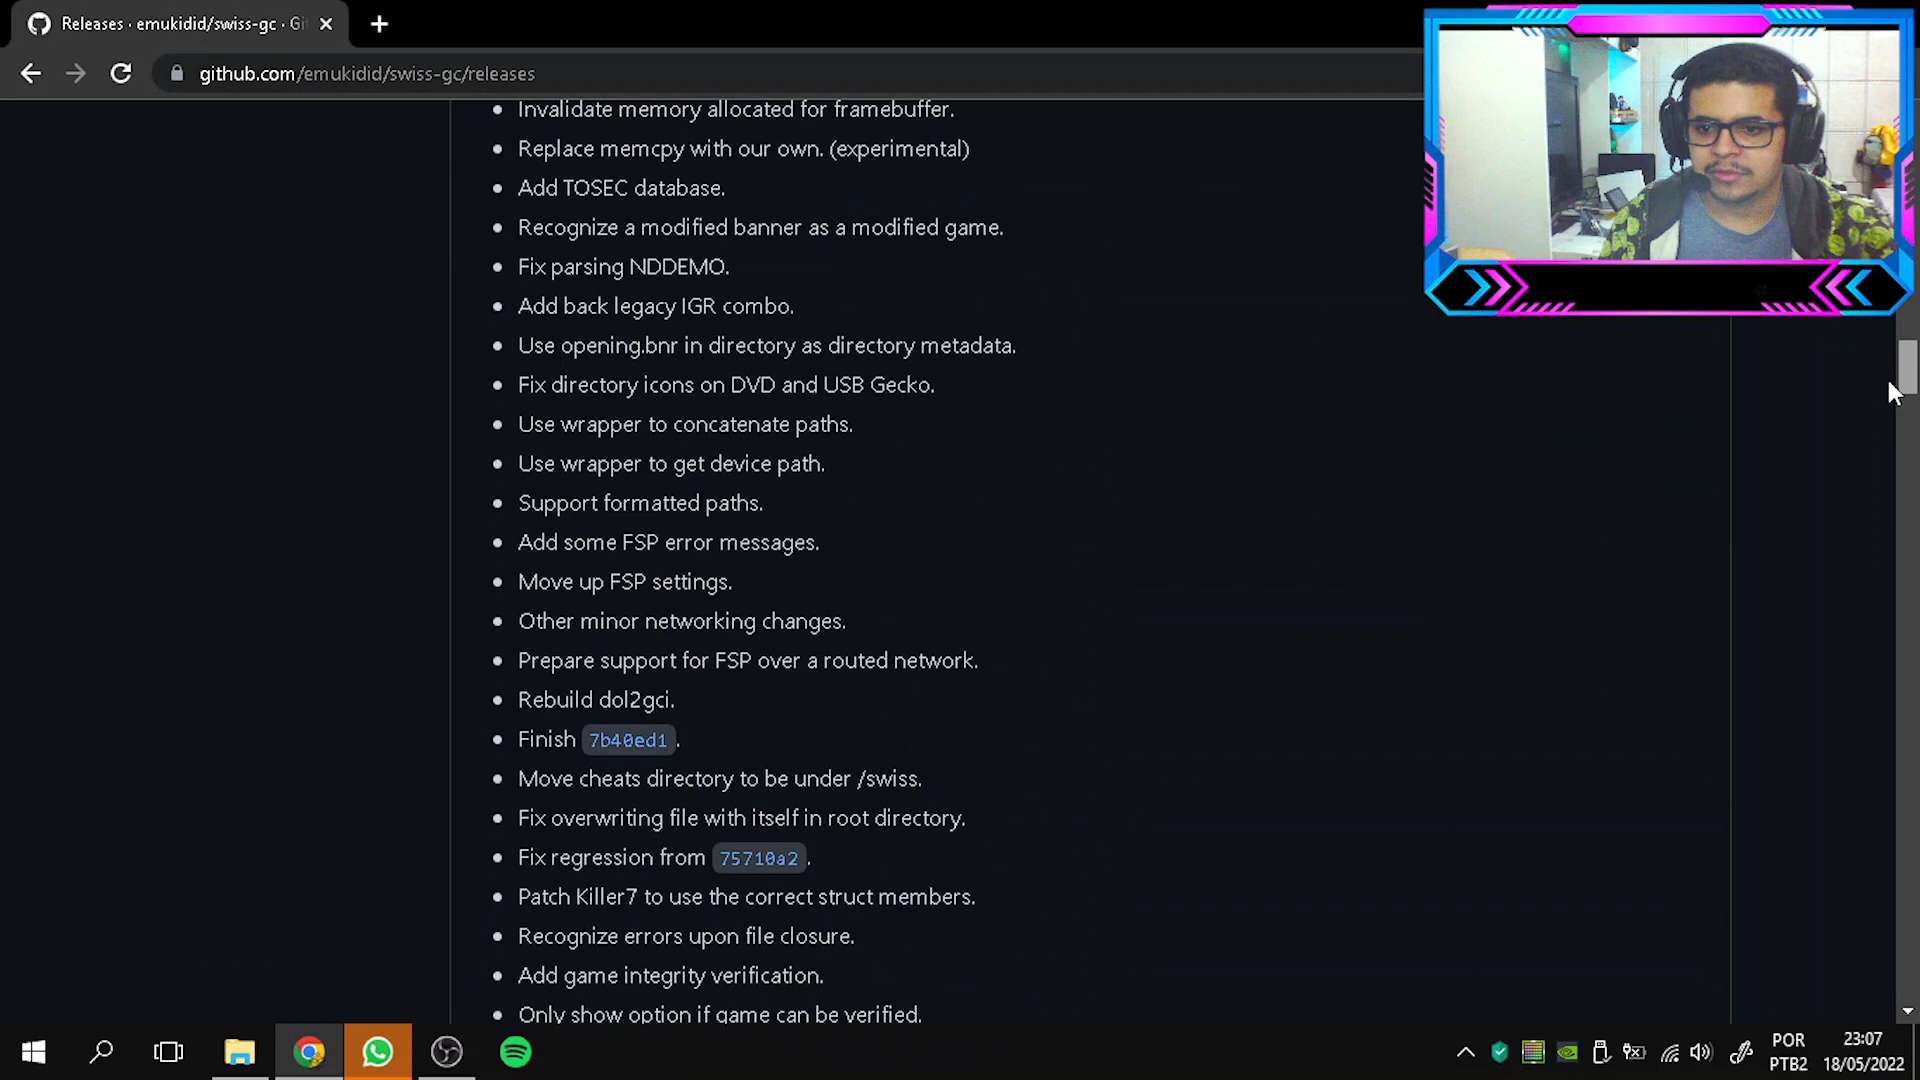 Releases · emukidid/swiss-gc · Gi
github.com/emukidid/swiss-gc/releases
Invalidate memory allocated for framebuffer.
Replace memcpy with our own. (experimental)
Add TOSEC database.
Recognize a modified banner as a modified game.
Fix parsing NDDEMO.
Add back legacy IGR combo.
Use opening.bnr in directory as directory metadata.
Fix directory icons on DVD and USB Gecko.
Use wrapper to concatenate paths.
Use wrapper to get device path.
Support formatted paths.
Add some FSP error messages.
Move up FSP settings.
Other minor networking changes.
Prepare support for FSP over a routed network.
Rebuild dol2gci.
Finish 7b40ed1.
Move cheats directory to be under /swiss.
Fix overwriting file with itself in root directory.
Fix regression from 75710a2.
Patch Killer7 to use the correct struct members.
Recognize errors upon file closure.
Add game integrity verification.
Only show option if game can be verified.
POR
PTB2
23:07
18/05/2022